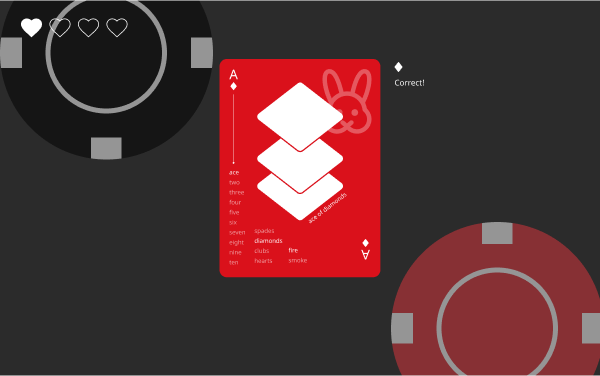 A
Correct!
ace
two
three
four
five
six
seven
eight
nine
ten
spades
diamonds
clubs
hearts
fire
smoke
ace of diamonds
A